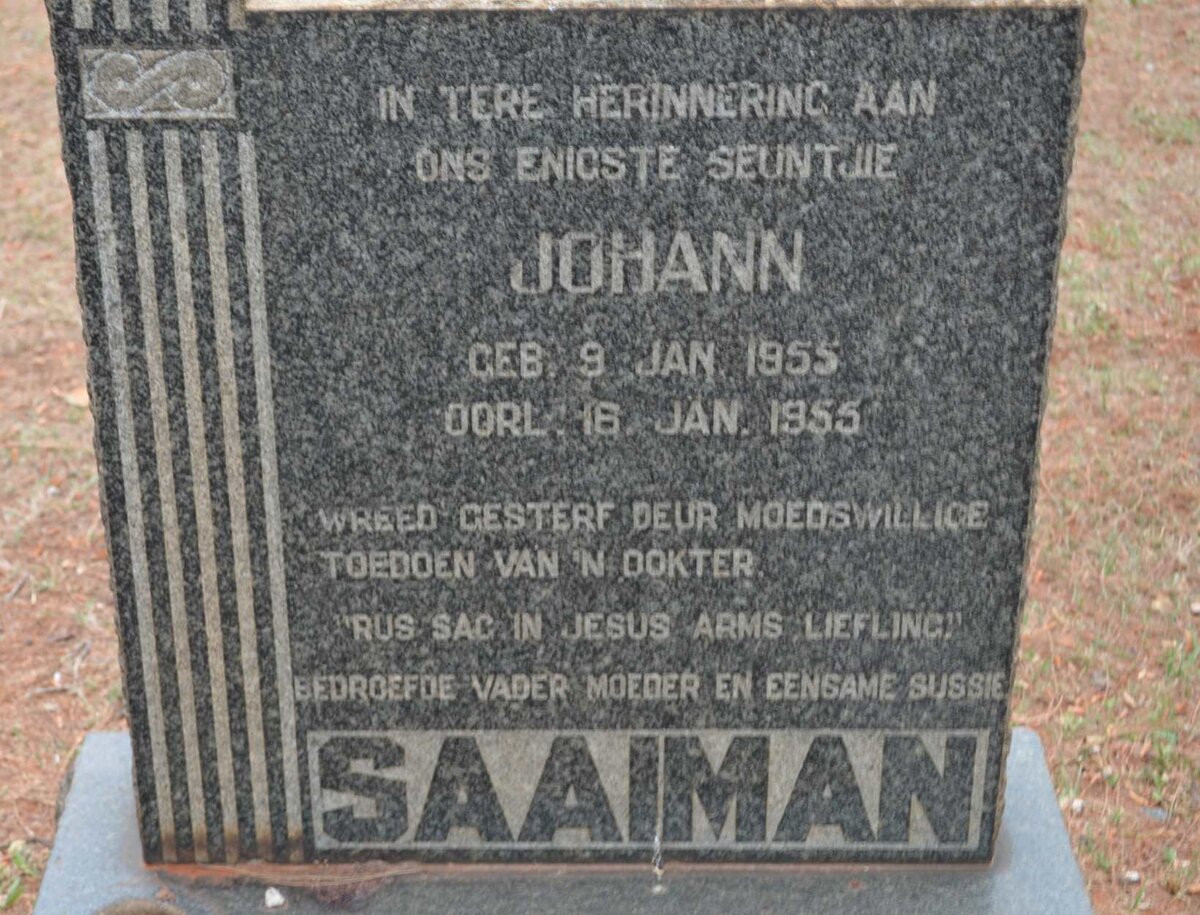 IN TERE HERINNERING AAN
ONS ENIGSTE SEUNTJIE
JOHANN
GEB. 9 JAN. 1955
OORL. 16 JAN. 1955
WREED GESTERF DEUR MOEDSWILLIGE
TOEDOEN VAN 'N DOKTER.
"RUS SAG IN JESUS ARMS LIEFLING."
BEDROEFDE VADER MOEDER EN EENSAME SUSSIE
SAAIMAN